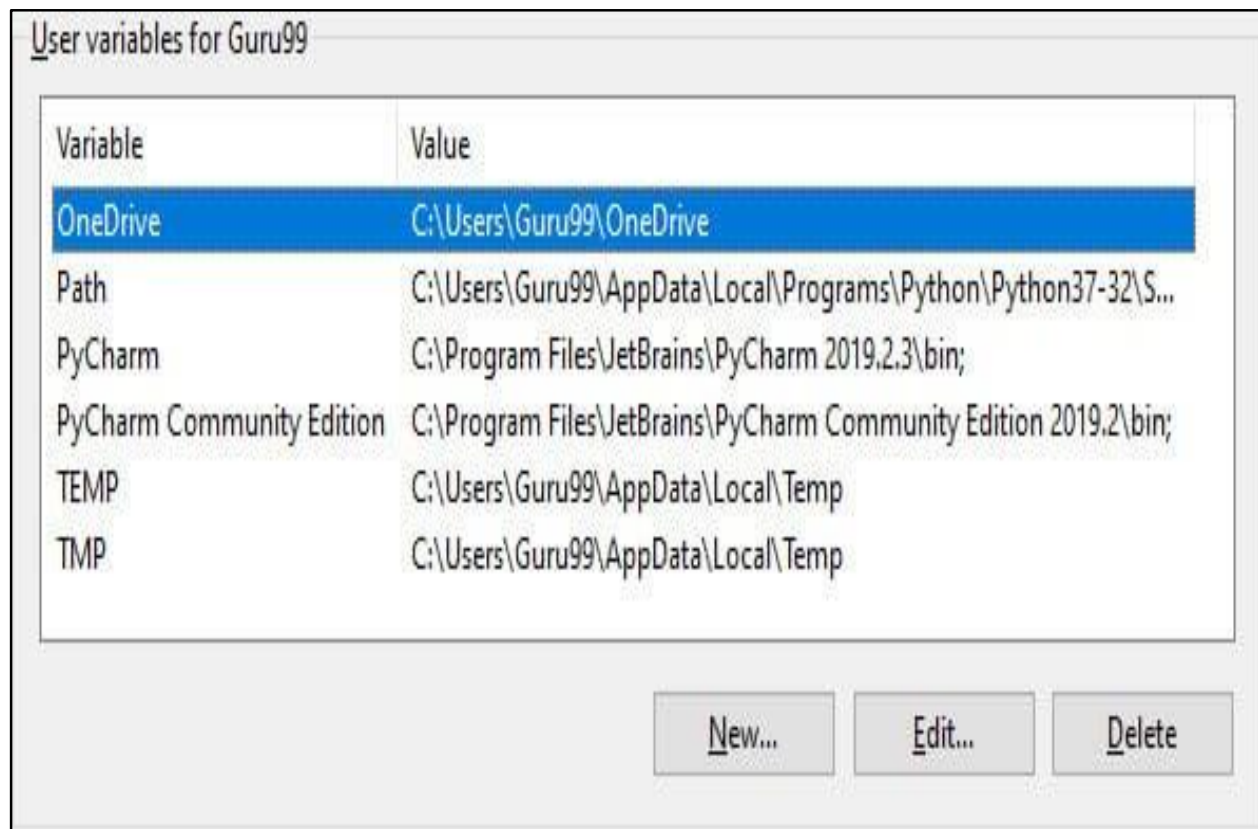 User variables for Guru99
Variable Value
OneDrive C:\Users\Guru99\OneDrive
Path C:\Users\Guru99\AppData\Local\Programs\Python\Python37-32\S...
PyCharm C:\Program Files\JetBrains\PyCharm 2019.2.3\bin;
PyCharm Community Edition C:\Program Files\JetBrains\PyCharm Community Edition 2019.2\bin;
TEMP C:\Users\Guru99\AppData\Local\Temp
TMP C:\Users\Guru99\AppData\Local\Temp
New... Edit... Delete